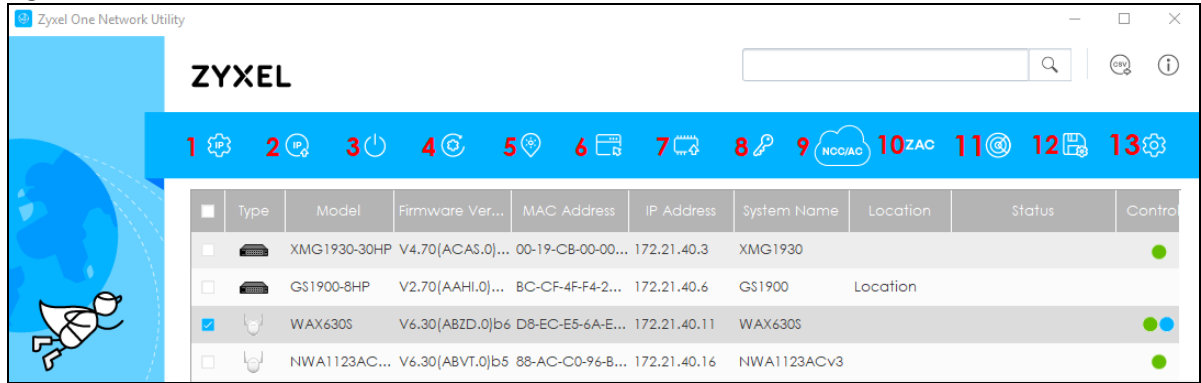 Zyxel One Network Utility
ZYXEL
CSV
1 IP 2 IP 3 4 5 6 7 8 9 NCC/AC 10 ZAC 11 12 13
Type Model Firmware Ver... MAC Address IP Address System Name Location Status Control
XMG1930-30HP V4.70(ACAS.0)... 00-19-CB-00-00... 172.21.40.3 XMG1930
GS1900-8HP V2.70(AAHI.0)... BC-CF-4F-F4-2... 172.21.40.6 GS1900 Location
WAX630S V6.30(ABZD.0)b6 D8-EC-E5-6A-E... 172.21.40.11 WAX630S
NWA1123AC... V6.30(ABVT.0)b5 88-AC-C0-96-B... 172.21.40.16 NWA1123ACv3